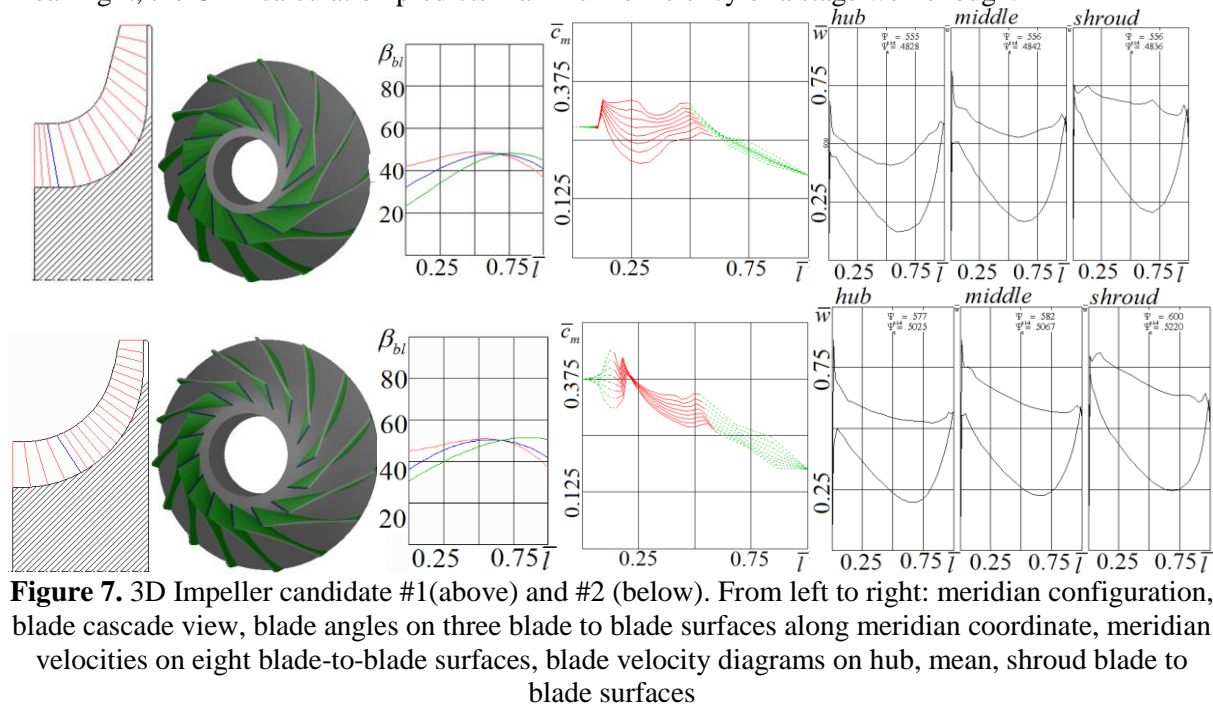 hub middle shroud
β_bl c̄_m w̄
Ψ = .555 Ψ = .556 Ψ = .556
Ψ = .4828 Ψ = .4842 Ψ = .4836
80 60 40 20
0.375 0.125
0.75 0.25
0.25 0.75 l̄ 0.25 0.75 l̄ 0.25 0.75 l̄ 0.25 0.75 l̄ 0.25 0.75 l̄
hub middle shroud
β_bl c̄_m w̄
Ψ = .577 Ψ = .582 Ψ = .600
Ψ = .5025 Ψ = .5067 Ψ = .5220
80 60 40 20
0.375 0.125
0.75 0.25
0.25 0.75 l̄ 0.25 0.75 l̄ 0.25 0.75 l̄ 0.25 0.75 l̄ 0.25 0.75 l̄
Figure 7. 3D Impeller candidate #1(above) and #2 (below). From left to right: meridian configuration,
blade cascade view, blade angles on three blade to blade surfaces along meridian coordinate, meridian
velocities on eight blade-to-blade surfaces, blade velocity diagrams on hub, mean, shroud blade to
blade surfaces